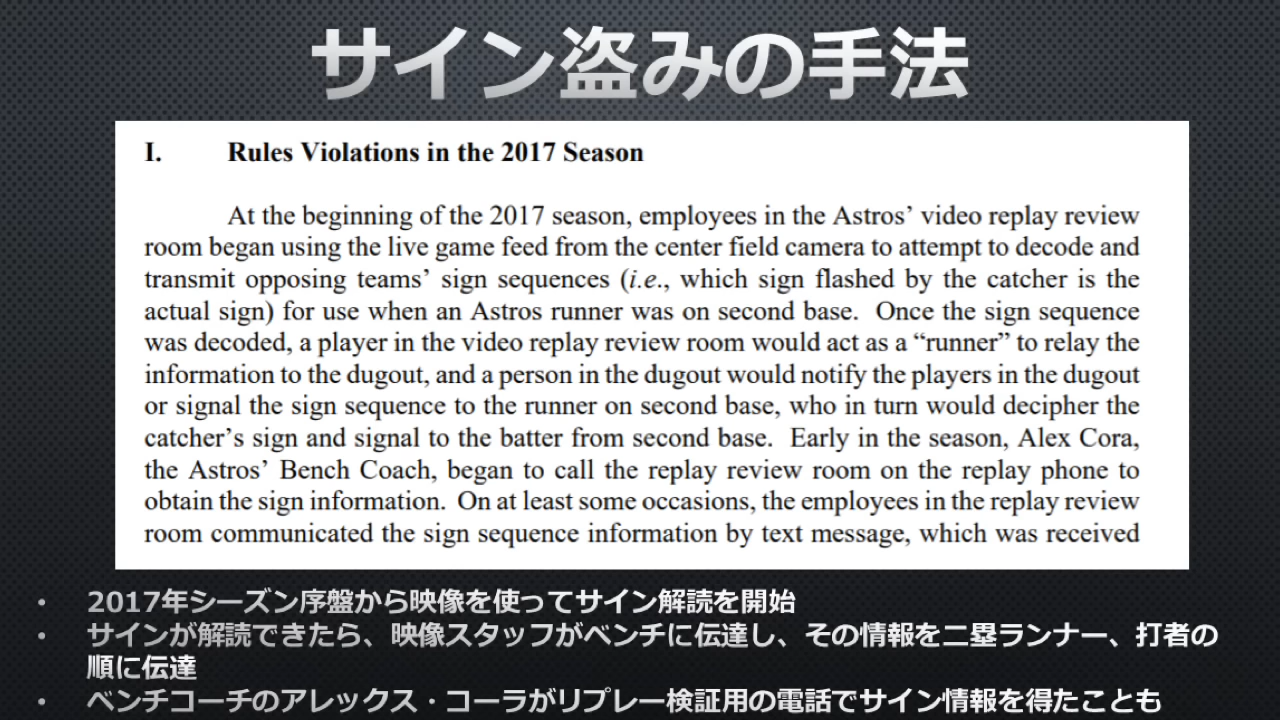 サイン盗みの手法
I. Rules Violations in the 2017 Season
At the beginning of the 2017 season, employees in the Astros’ video replay review
room began using the live game feed from the center field camera to attempt to decode and
transmit opposing teams’ sign sequences (i.e., which sign flashed by the catcher is the
actual sign) for use when an Astros runner was on second base. Once the sign sequence
was decoded, a player in the video replay review room would act as a “runner” to relay the
information to the dugout, and a person in the dugout would notify the players in the dugout
or signal the sign sequence to the runner on second base, who in turn would decipher the
catcher’s sign and signal to the batter from second base. Early in the season, Alex Cora,
the Astros’ Bench Coach, began to call the replay review room on the replay phone to
obtain the sign information. On at least some occasions, the employees in the replay review
room communicated the sign sequence information by text message, which was received
• 2017年シーズン序盤から映像を使ってサイン解読を開始
• サインが解読できたら、映像スタッフがベンチに伝達し、その情報を二塁ランナー、打者の
順に伝達
• ベンチコーチのアレックス・コーラがリプレー検証用の電話でサイン情報を得たことも